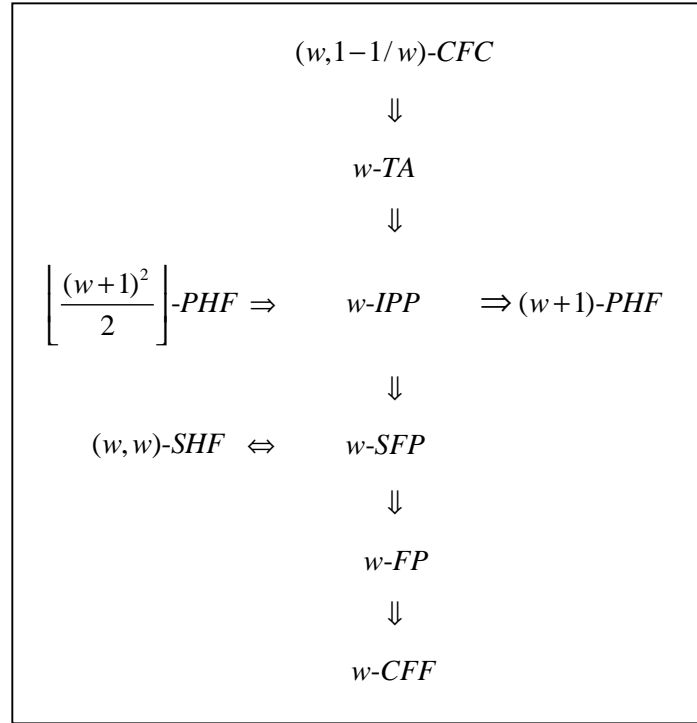 (w,1−1/w)-CFC
⇓
w-TA
⇓
⌊(w+1)²/2⌋-PHF ⇒ w-IPP ⇒ (w+1)-PHF
⇓
(w,w)-SHF ⇔ w-SFP
⇓
w-FP
⇓
w-CFF